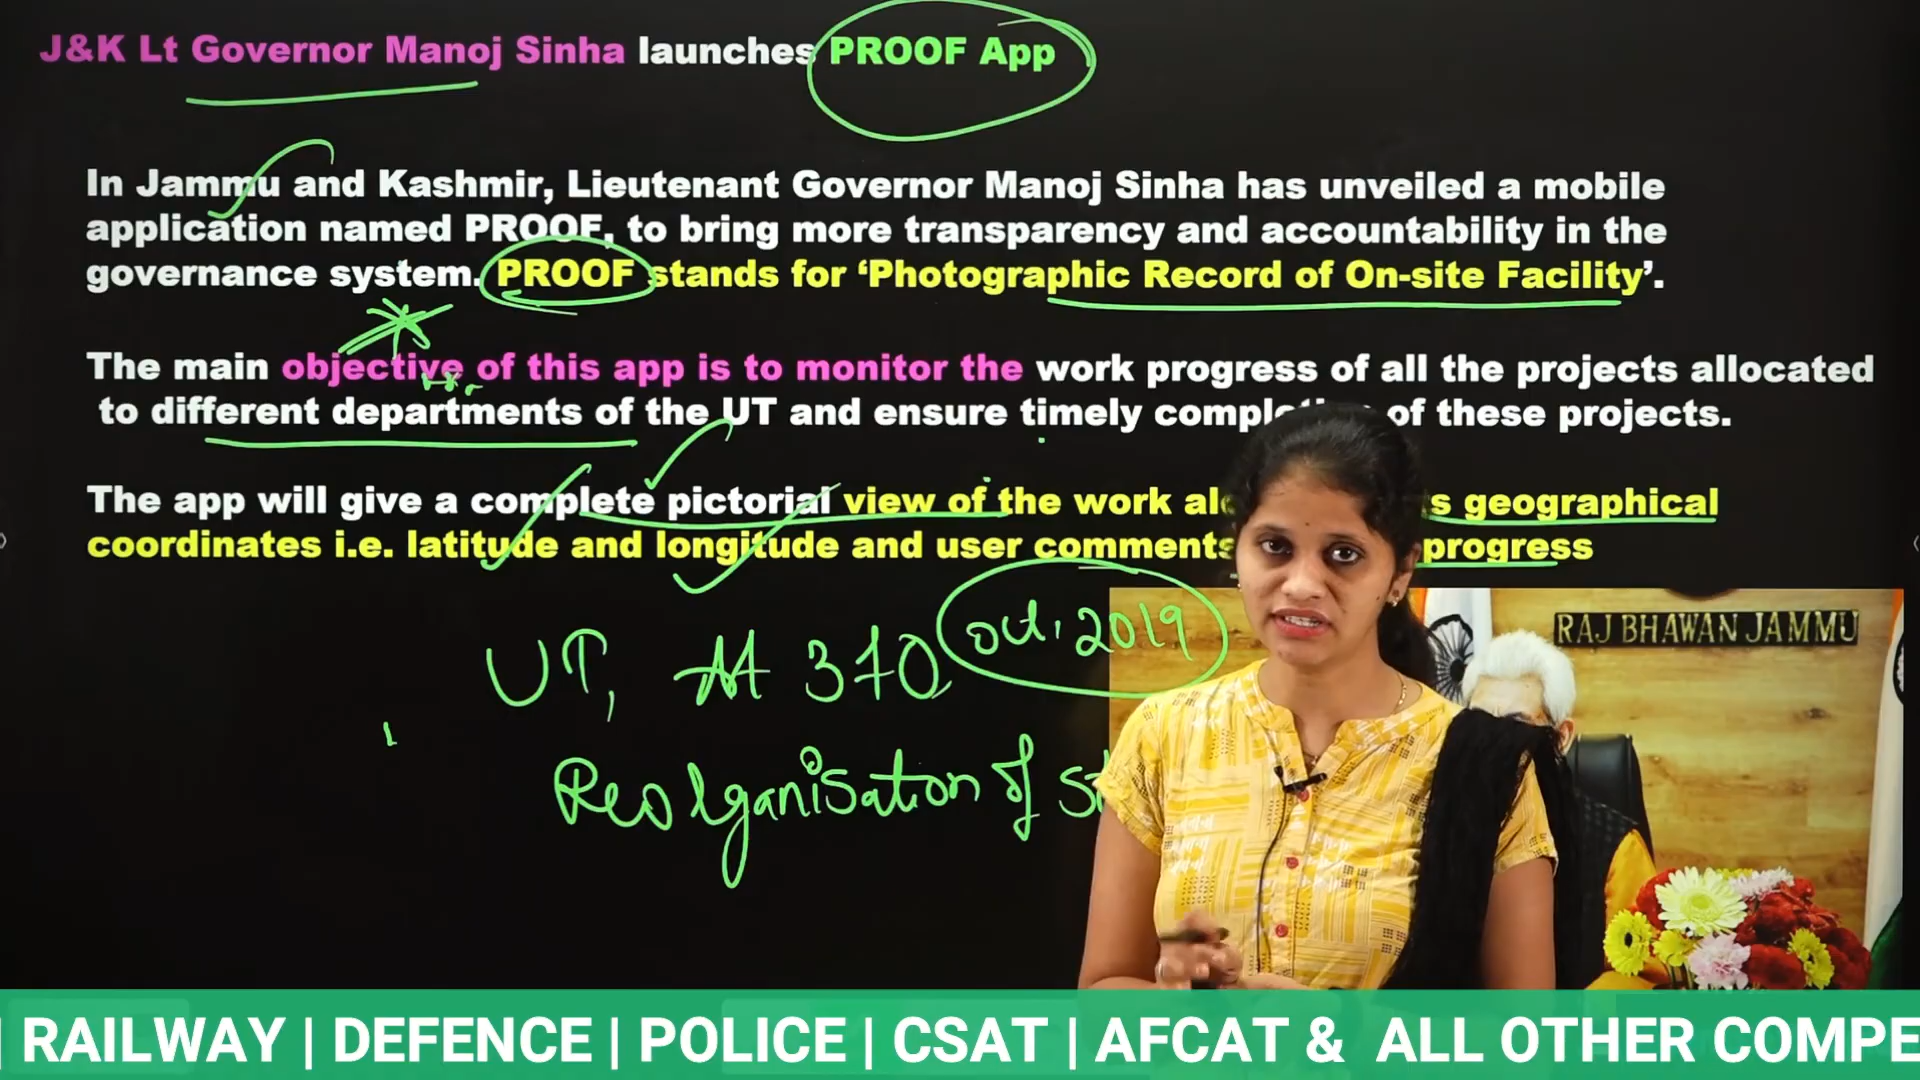 J&K Lt Governor Manoj Sinha launches PROOF App
In Jammu and Kashmir, Lieutenant Governor Manoj Sinha has unveiled a mobile
application named PROOF, to bring more transparency and accountability in the
governance system. PROOF stands for ‘Photographic Record of On-site Facility’.
The main objective of this app is to monitor the work progress of all the projects allocated
to different departments of the UT and ensure timely of these projects.
The app will give a complete pictorial view of the work geographical
coordinates i.e. latitude and longitude and user comments progress
UT, Art 370 Oct, 2019
RAJ BHAWAN JAMMU
Reorganisation of
RAILWAY | DEFENCE | POLICE | CSAT | AFCAT & ALL OTHER COMPE